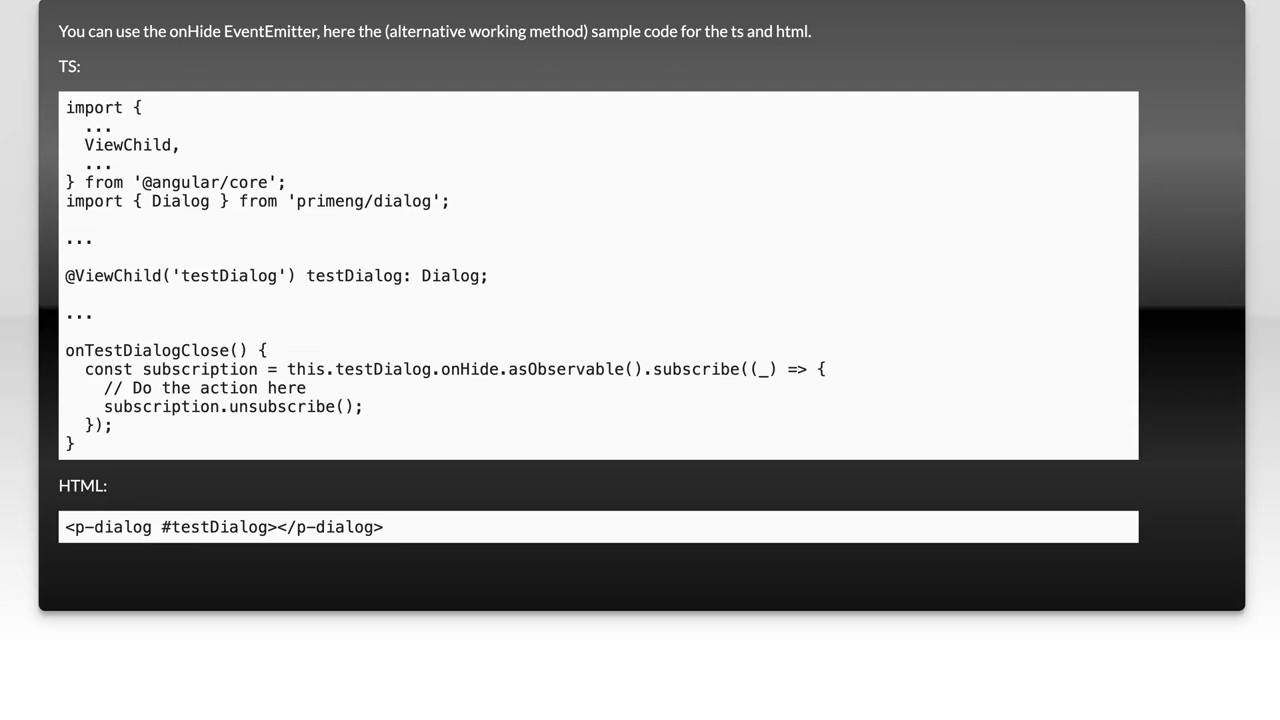 You can use the onHide EventEmitter, here the (alternative working method) sample code for the ts and html.
TS:
import {
  ...
  ViewChild,
  ...
} from '@angular/core';
import { Dialog } from 'primeng/dialog';
...
@ViewChild('testDialog') testDialog: Dialog;
...
onTestDialogClose() {
  const subscription = this.testDialog.onHide.asObservable().subscribe((_) => {
    // Do the action here
    subscription.unsubscribe();
  });
}
HTML:
<p-dialog #testDialog></p-dialog>